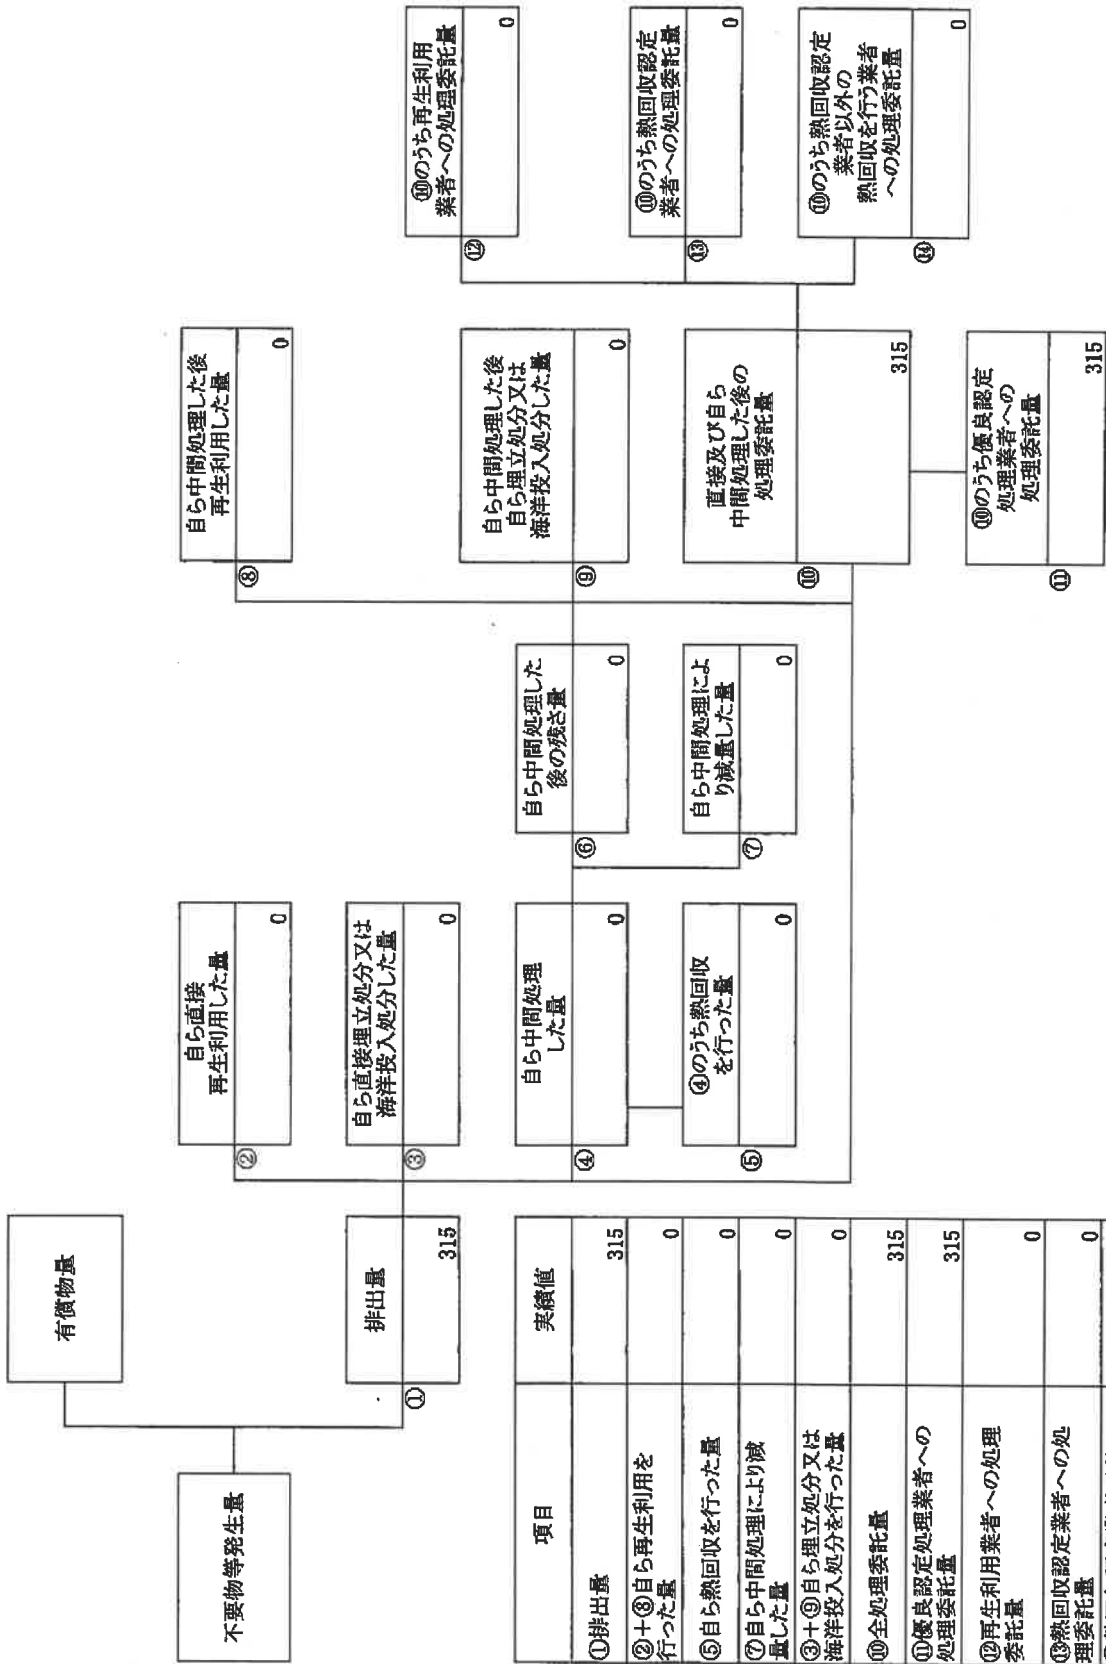 不要物等発生量
有償物量
①
排出量
315
②
自ら直接
再生利用した量
0
③
自ら直接埋立処分又は
海洋投入処分した量
0
④
自ら中間処理
した量
0
⑤
④のうち熱回収
を行った量
0
⑥
自ら中間処理した
後の残さ量
0
⑦
自ら中間処理によ
り減量した量
0
⑧
自ら中間処理した後
再生利用した量
0
⑨
自ら中間処理した後
自ら埋立処分又は
海洋投入処分した量
0
⑩
直接及び自ら
中間処理した後の
処理委託量
315
⑪
⑩のうち優良認定
処理業者への
処理委託量
315
⑫
⑩のうち再生利用
業者への処理委託量
0
⑬
⑩のうち熱回収認定
業者への処理委託量
0
⑭
⑩のうち熱回収認定
業者以外の
熱回収を行う業者
への処理委託量
0
項目 実績値
①排出量 315
②+⑧自ら再生利用を
行った量 0
⑤自ら熱回収を行った量 0
⑦自ら中間処理により減
量した量 0
③+⑨自ら埋立処分又は
海洋投入処分を行った量 0
⑩全処理委託量 315
⑪優良認定処理業者への
処理委託量 315
⑫再生利用業者への処理
委託量 0
⑬熱回収認定業者への処
理委託量 0